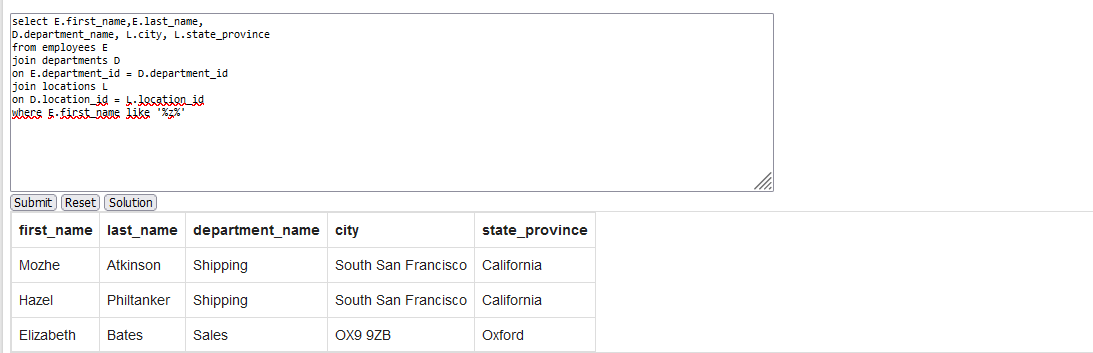 select E.first_name,E.last_name,
D.department_name, L.city, L.state_province
from employees E
join departments D
on E.department_id = D.department_id
join locations L
on D.location_id = L.location_id
where E.first_name like '%z%'
Submit Reset Solution
first_name last_name department_name city state_province
Mozhe Atkinson Shipping South San Francisco California
Hazel Philtanker Shipping South San Francisco California
Elizabeth Bates Sales OX9 9ZB Oxford